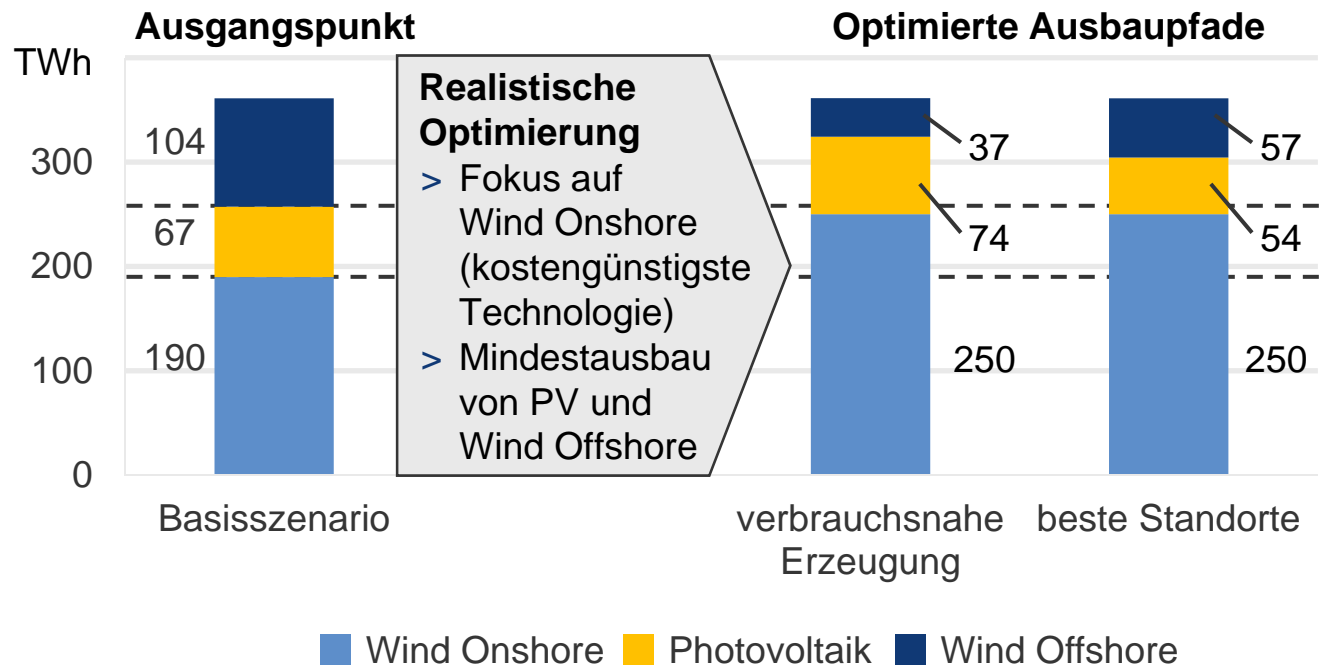 Ausgangspunkt
Optimierte Ausbaupfade
TWh
300
200
100
0
104
67
190
Realistische
Optimierung
> Fokus auf
Wind Onshore
(kostengünstigste
Technologie)
> Mindestausbau
von PV und
Wind Offshore
37
74
250
57
54
250
Basisszenario
verbrauchsnahe
Erzeugung
beste Standorte
Wind Onshore
Photovoltaik
Wind Offshore